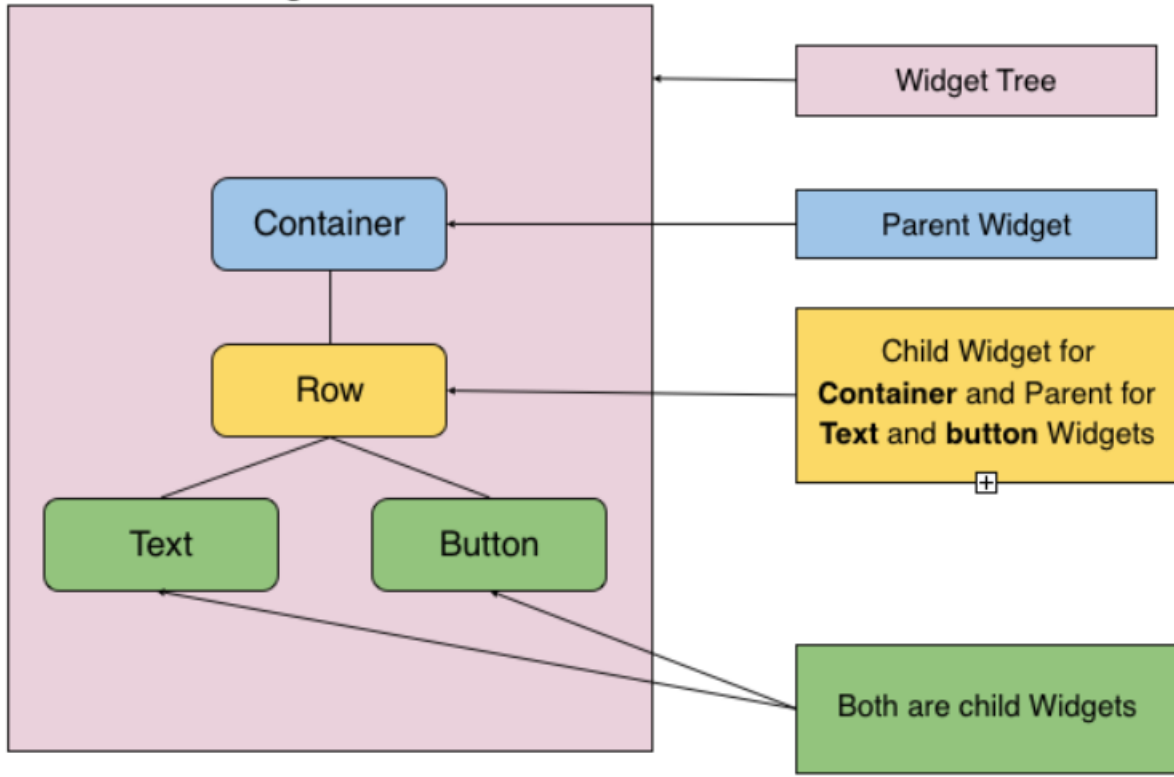 Widget Tree
Container
Parent Widget
Row
Child Widget for
Container and Parent for
Text and button Widgets
Text
Button
Both are child Widgets